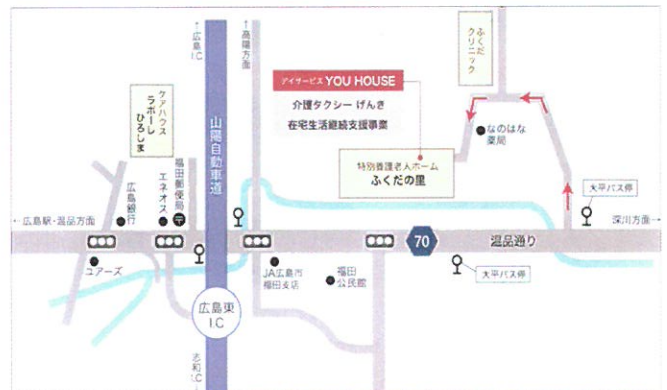 ←広島I.C
←高陽方面
ケアハウス
ラポーレ
ひろしま
山陽自動車道
デイサービス YOU HOUSE
介護タクシー げんき
在宅生活継続支援事業
特別養護老人ホーム
ふくだの里
ふくだ
クリニック
なのはな
薬局
大平バス停
←広島駅・温品方面
広島
銀行
エネオス
福田郵便局
70
温品通り
深川方面→
ユアーズ
JA広島市
福田支店
福田
公民館
大平バス停
広島東
I.C
志和I.C→